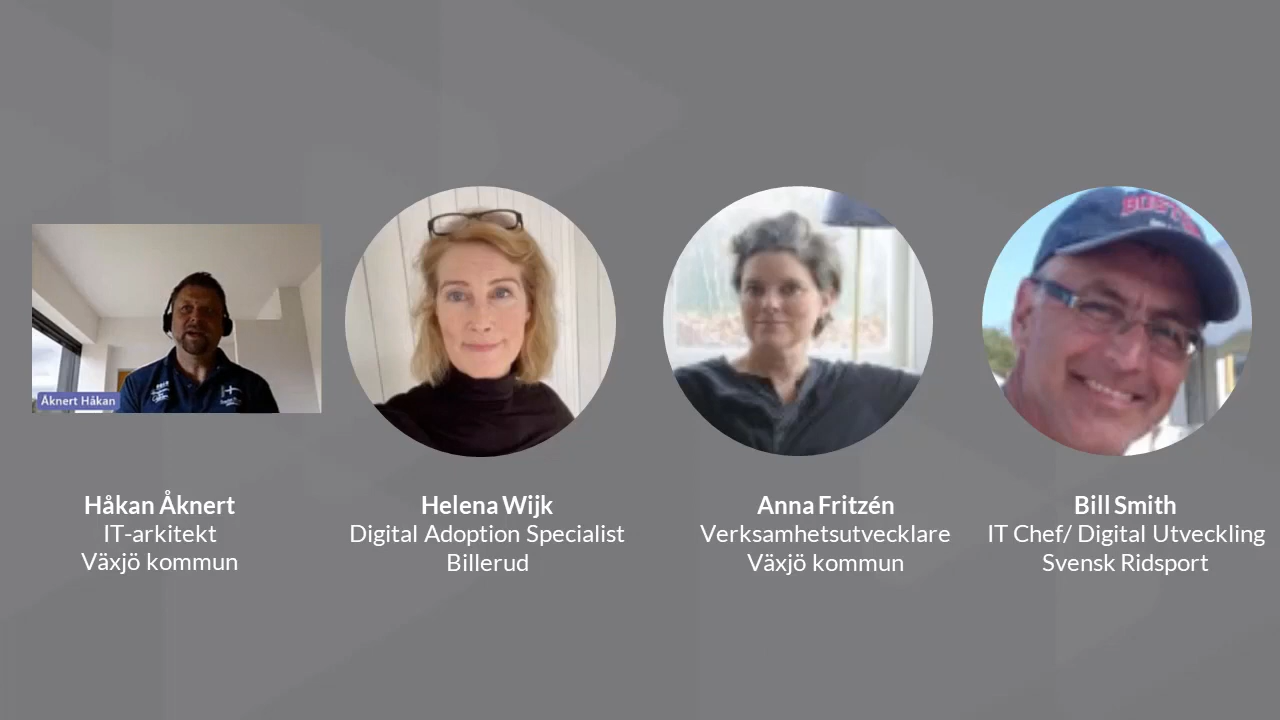 Åknert Håkan
Håkan Åknert
IT-arkitekt
Växjö kommun
Helena Wijk
Digital Adoption Specialist
Billerud
Anna Fritzén
Verksamhetsutvecklare
Växjö kommun
Bill Smith
IT Chef/ Digital Utveckling
Svensk Ridsport